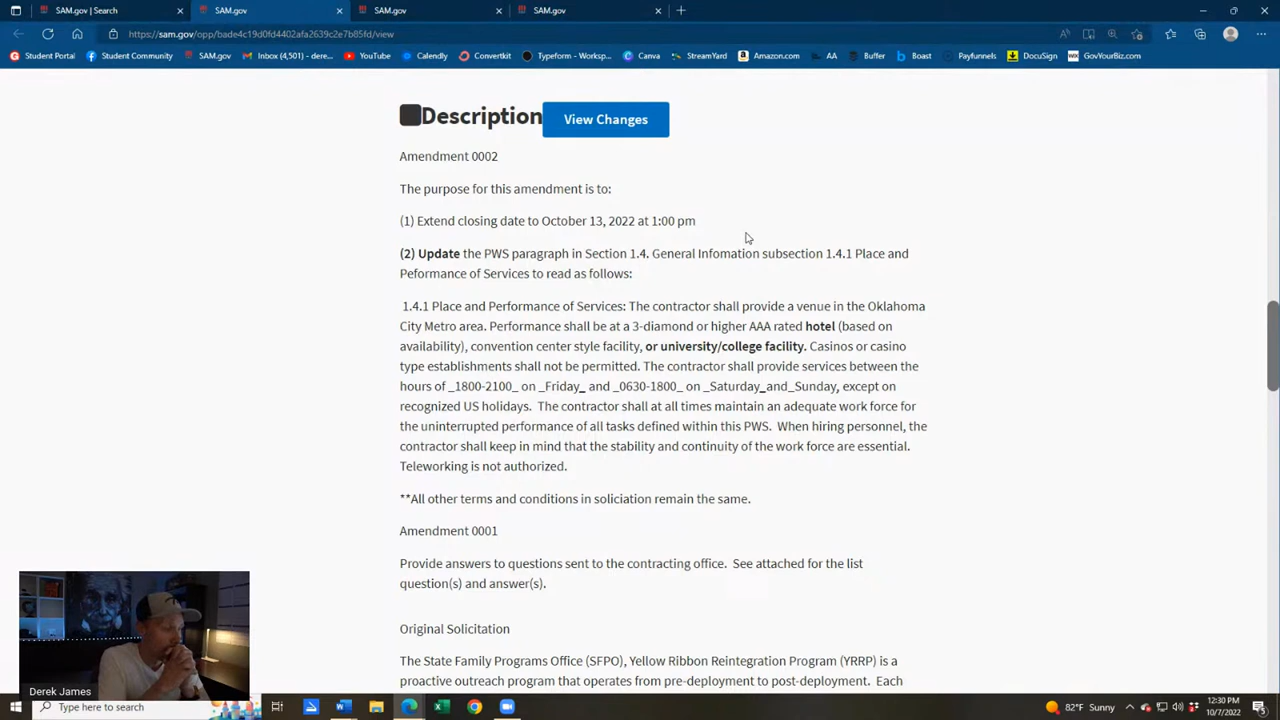 SAM.gov | Search
SAM.gov
SAM.gov
SAM.gov
https://sam.gov/opp/bade4c19d0fd4402afa2639c2e7b85fd/view
Student Portal
Student Community
SAM.gov
Inbox (4,501) - dere...
YouTube
Calendly
Convertkit
Typeform - Worksp...
Canva
StreamYard
Amazon.com
AA
Buffer
Boast
Payfunnels
DocuSign
GovYourBiz.com
Description View Changes
Amendment 0002
The purpose for this amendment is to:
(1) Extend closing date to October 13, 2022 at 1:00 pm
(2) Update the PWS paragraph in Section 1.4. General Infomation subsection 1.4.1 Place and
Peformance of Services to read as follows:
1.4.1 Place and Performance of Services: The contractor shall provide a venue in the Oklahoma
City Metro area. Performance shall be at a 3-diamond or higher AAA rated hotel (based on
availability), convention center style facility, or university/college facility. Casinos or casino
type establishments shall not be permitted. The contractor shall provide services between the
hours of _1800-2100_ on _Friday_ and _0630-1800_ on _Saturday_and_Sunday, except on
recognized US holidays. The contractor shall at all times maintain an adequate work force for
the uninterrupted performance of all tasks defined within this PWS. When hiring personnel, the
contractor shall keep in mind that the stability and continuity of the work force are essential.
Teleworking is not authorized.
**All other terms and conditions in soliciation remain the same.
Amendment 0001
Provide answers to questions sent to the contracting office. See attached for the list
question(s) and answer(s).
Original Solicitation
The State Family Programs Office (SFPO), Yellow Ribbon Reintegration Program (YRRP) is a
proactive outreach program that operates from pre-deployment to post-deployment. Each
Derek James
Type here to search
82°F Sunny
12:30 PM
10/7/2022